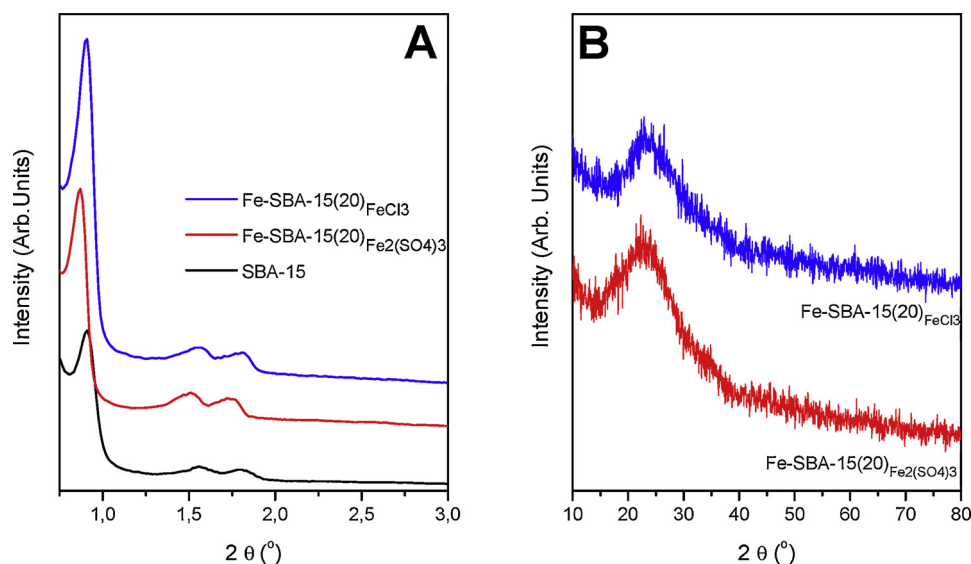 A
Intensity (Arb.Units)
Fe-SBA-15(20)FeCl3
Fe-SBA-15(20)Fe2(SO4)3
SBA-15
1,0 1,5 2,0 2,5 3,0
2 θ (º)
B
Intensity (Arb. Units)
Fe-SBA-15(20)FeCl3
Fe-SBA-15(20)Fe2(SO4)3
10 20 30 40 50 60 70 80
2 θ (º)